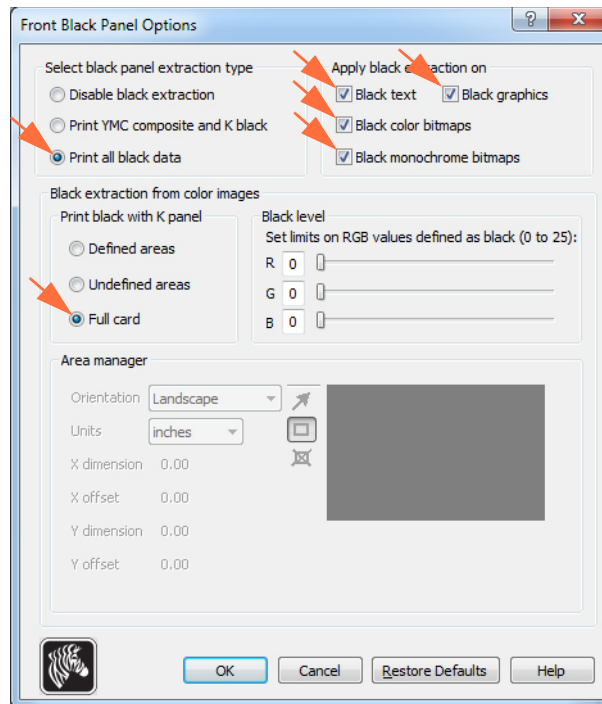 Front Black Panel Options
Select black panel extraction type
Disable black extraction
Print YMC composite and K black
Print all black data
Apply black extraction on
Black text
Black graphics
Black color bitmaps
Black monochrome bitmaps
Black extraction from color images
Print black with K panel
Defined areas
Undefined areas
Full card
Black level
Set limits on RGB values defined as black (0 to 25):
R 0
G 0
B 0
Area manager
Orientation Landscape
Units inches
X dimension 0.00
X offset 0.00
Y dimension 0.00
Y offset 0.00
OK Cancel Restore Defaults Help